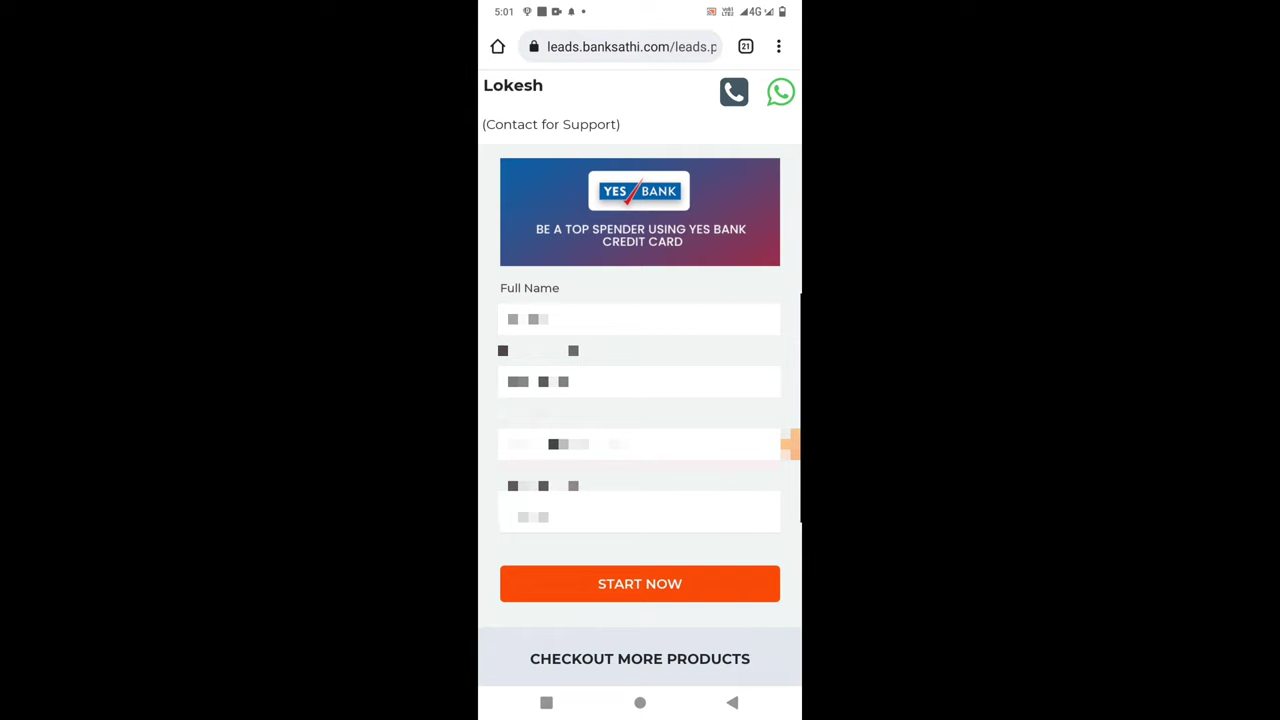 5:01
4G
leads.banksathi.com/leads.p
21
Lokesh
(Contact for Support)
YES BANK
BE A TOP SPENDER USING YES BANK
CREDIT CARD
Full Name
START NOW
CHECKOUT MORE PRODUCTS